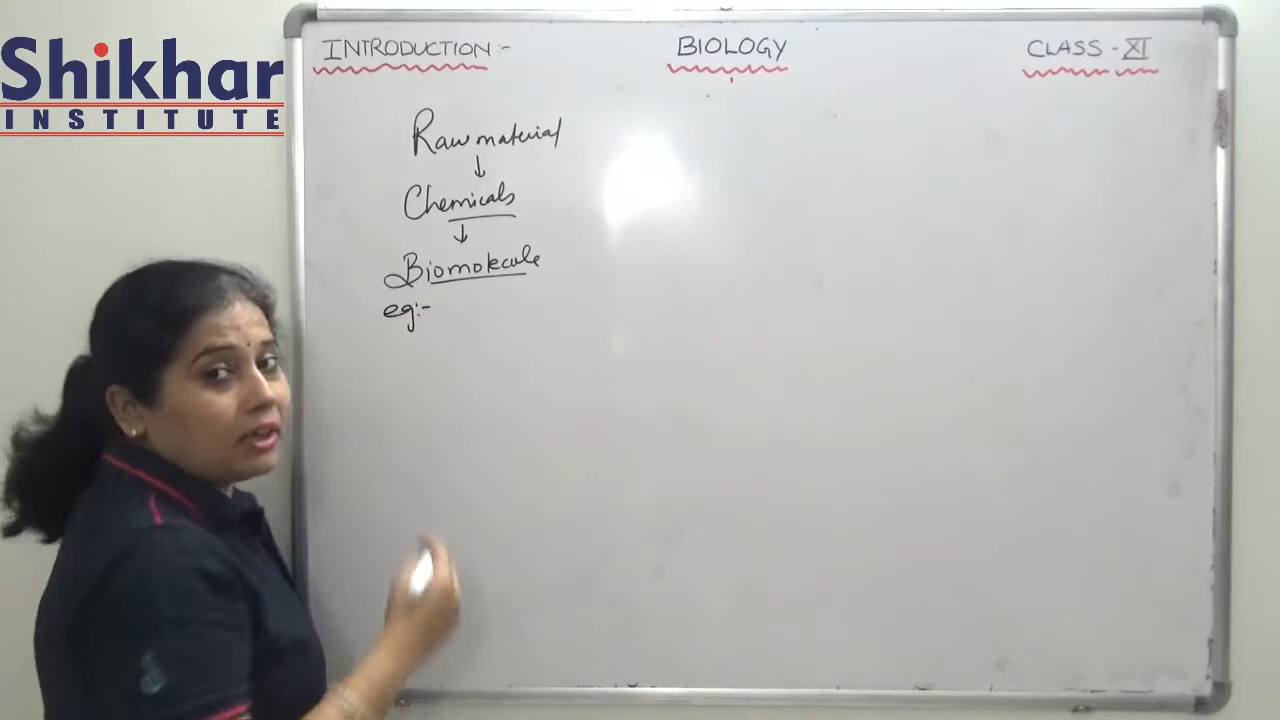 Shikhar
INSTITUTE
INTRODUCTION :-
BIOLOGY
CLASS - XI
Raw material
↓
Chemicals
↓
Biomolecule
eg:-